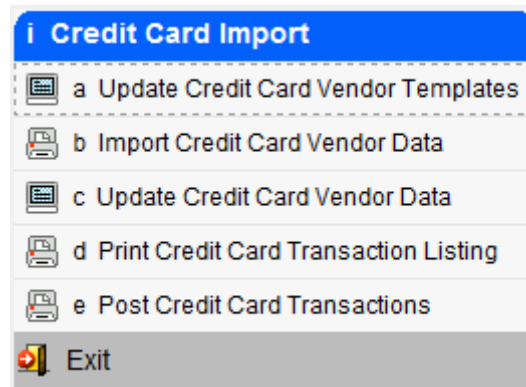 i Credit Card Import
a Update Credit Card Vendor Templates
b Import Credit Card Vendor Data
c Update Credit Card Vendor Data
d Print Credit Card Transaction Listing
e Post Credit Card Transactions
Exit